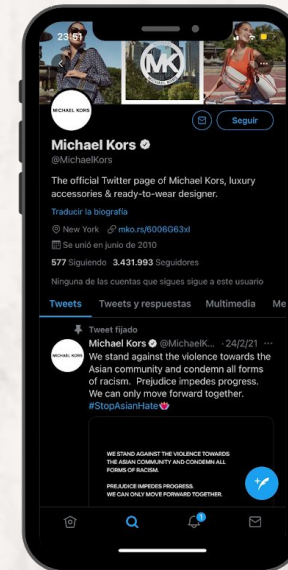 23:51
MK
MICHAEL KORS
Seguir
Michael Kors
@MichaelKors
The official Twitter page of Michael Kors, luxury
accessories & ready-to-wear designer.
Traducir la biografía
New York mko.rs/6006G63xl
Se unió en junio de 2010
577 Siguiendo 3.431.993 Seguidores
Ninguna de las cuentas que sigues sigue a este usuario
Tweets Tweets y respuestas Multimedia Me
Tweet fijado
MICHAEL KORS
Michael Kors @MichaelK... · 24/2/21 ···
We stand against the violence towards the
Asian community and condemn all forms
of racism. Prejudice impedes progress.
We can only move forward together.
#StopAsianHate
WE STAND AGAINST THE VIOLENCE TOWARDS
THE ASIAN COMMUNITY AND CONDEMN ALL
FORMS OF RACISM.
PREJUDICE IMPEDES PROGRESS.
WE CAN ONLY MOVE FORWARD TOGETHER.
1